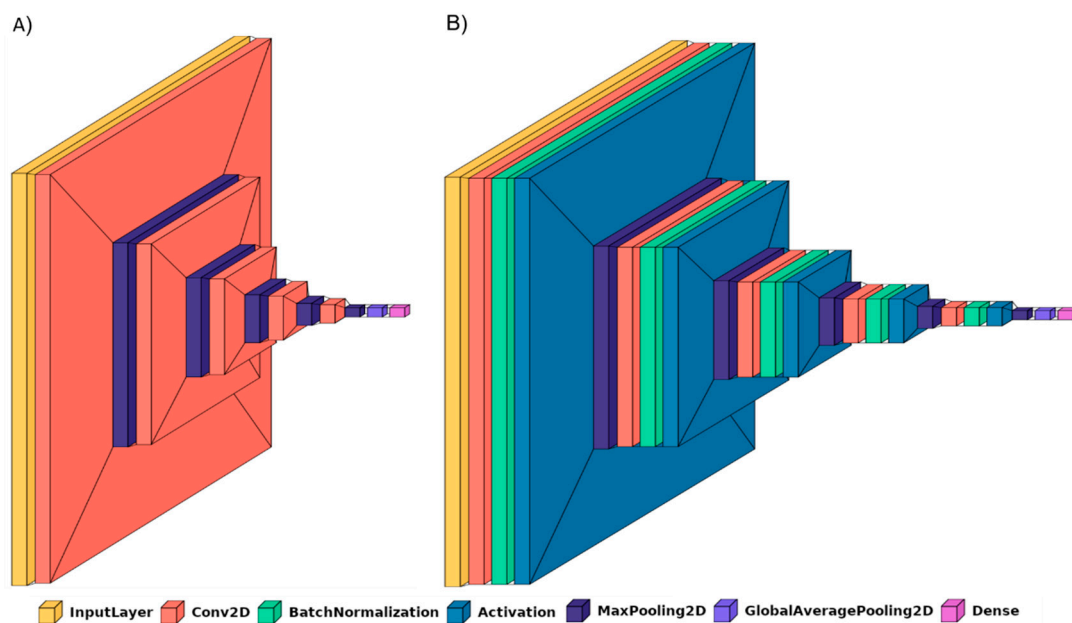 A)
B)
InputLayer Conv2D BatchNormalization Activation MaxPooling2D GlobalAveragePooling2D Dense